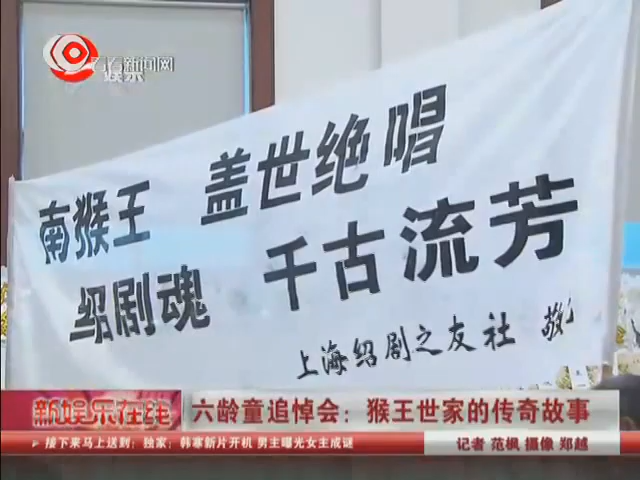 看看新闻网
娱乐
南猴王 盖世绝唱
绍剧魂 千古流芳
上海绍剧之友社 敬
新娱乐在线
六龄童追悼会：猴王世家的传奇故事
接下来马上送到：独家：韩寒新片开机 男主曝光女主成谜
记者 范枫 摄像 郑越